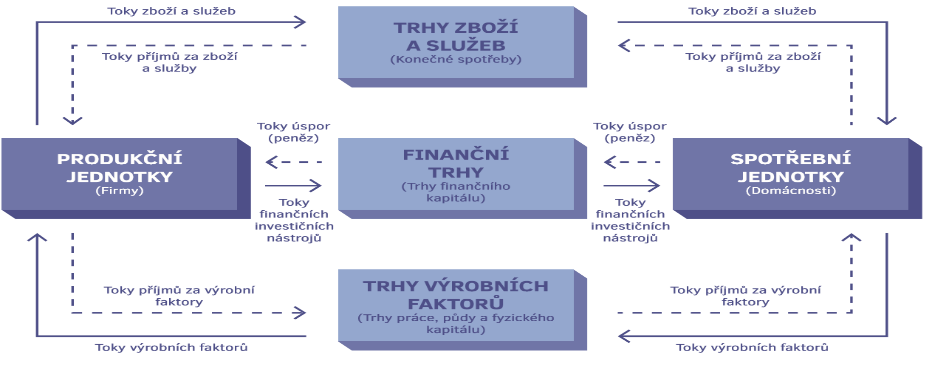 Toky zboží a služeb
Toky příjmů za zboží
a služby
TRHY ZBOŽÍ
A SLUŽEB
(Konečné spotřeby)
Toky zboží a služeb
Toky příjmů za zboží
a služby
PRODUKČNÍ
JEDNOTKY
(Firmy)
Toky úspor
(peněz)
Toky
finančních
investičních
nástrojů
FINANČNÍ
TRHY
(Trhy finančního
kapitálu)
Toky úspor
(peněz)
Toky
finančních
investičních
nástrojů
SPOTŘEBNÍ
JEDNOTKY
(Domácnosti)
Toky příjmů za výrobní
faktory
Toky výrobních faktorů
TRHY VÝROBNÍCH
FAKTORŮ
(Trhy práce, půdy a fyzického
kapitálu)
Toky příjmů za výrobní
faktory
Toky výrobních faktorů